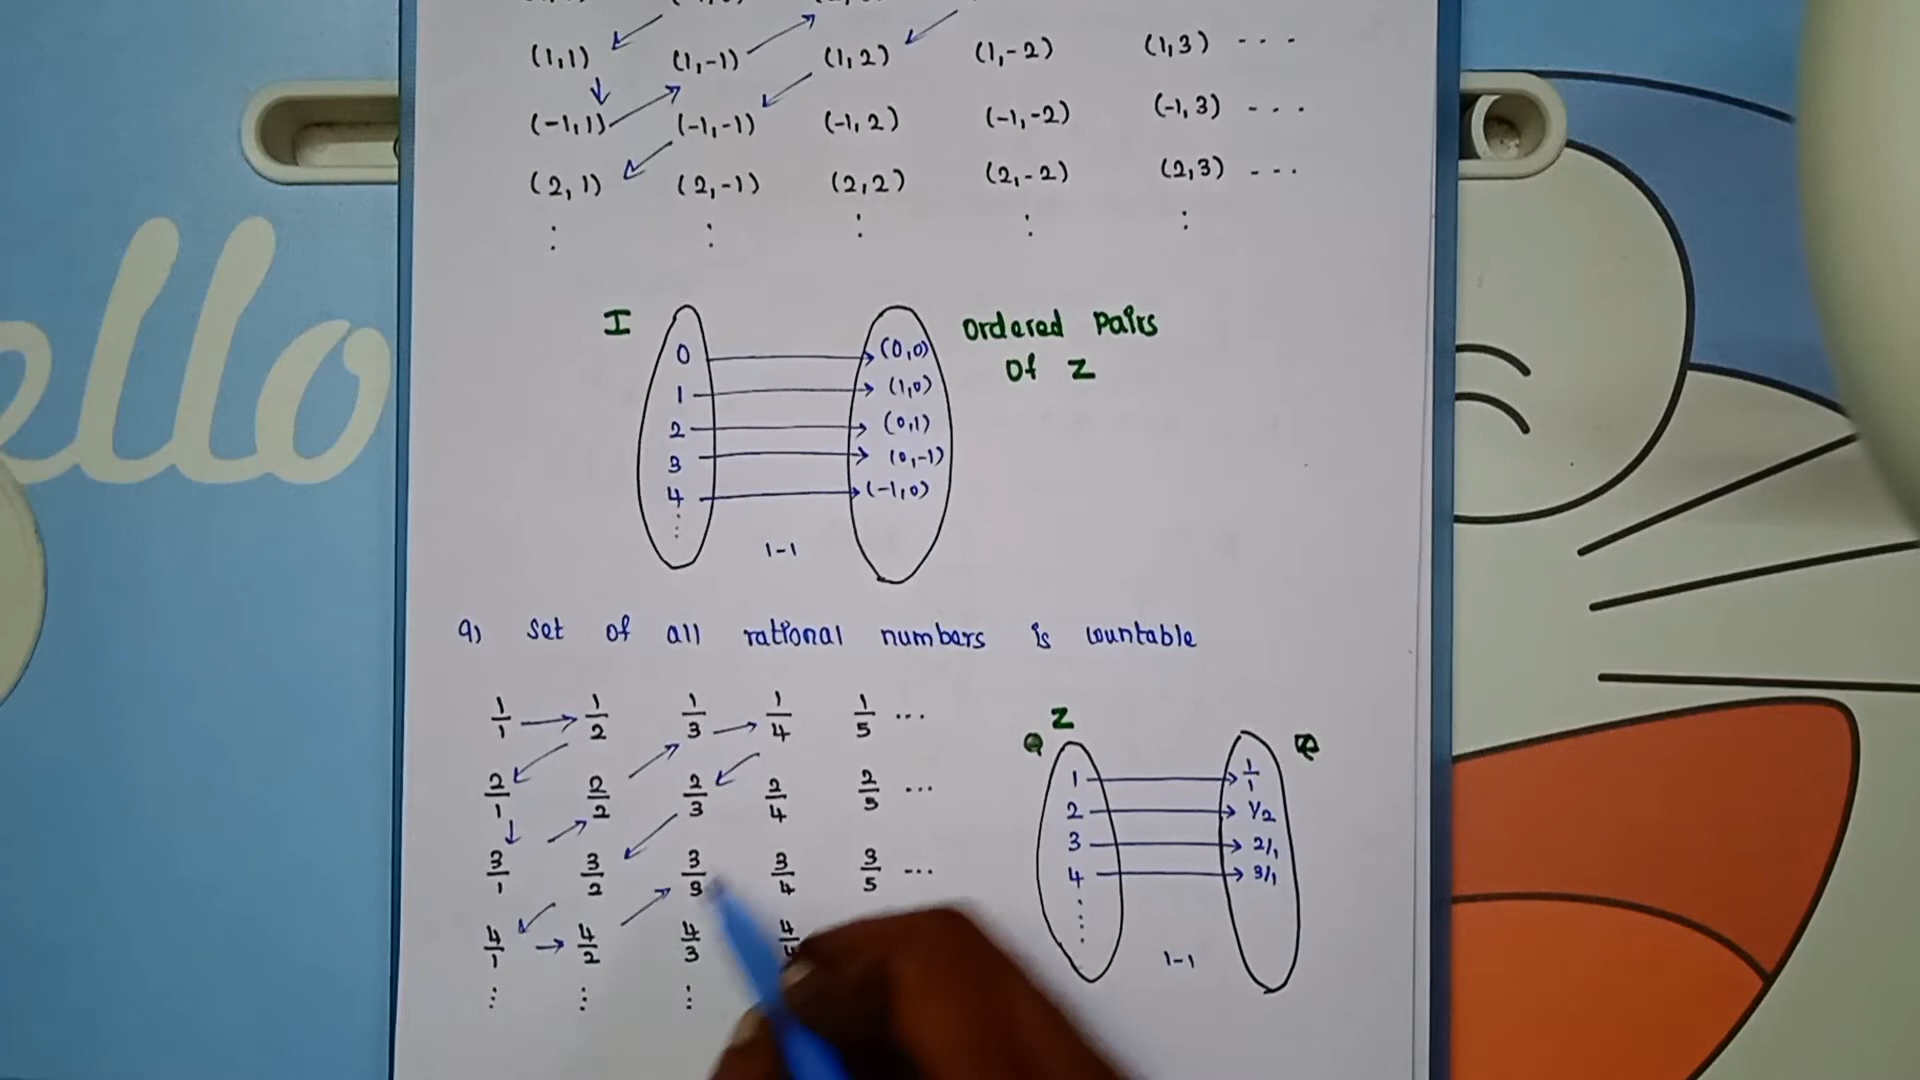 (1,1) (1,-1) (1,2) (1,-2) (1,3) ---
(-1,1) (-1,-1) (-1,2) (-1,-2) (-1,3) ---
(2,1) (2,-1) (2,2) (2,-2) (2,3) ---
I
ordered pairs
of Z
0 (0,0)
1 (1,0)
2 (0,1)
3 (0,-1)
4 (-1,0)
1-1
9) set of all rational numbers is countable
1/1 1/2 1/3 1/4 1/5 ...
2/1 2/2 2/3 2/4 2/5 ...
3/1 3/2 3/3 3/4 3/5 ...
4/1 4/2 4/3
... ... ...
Z
1 1/1
2 1/2
3 2/1
4 3/1
1-1
ello